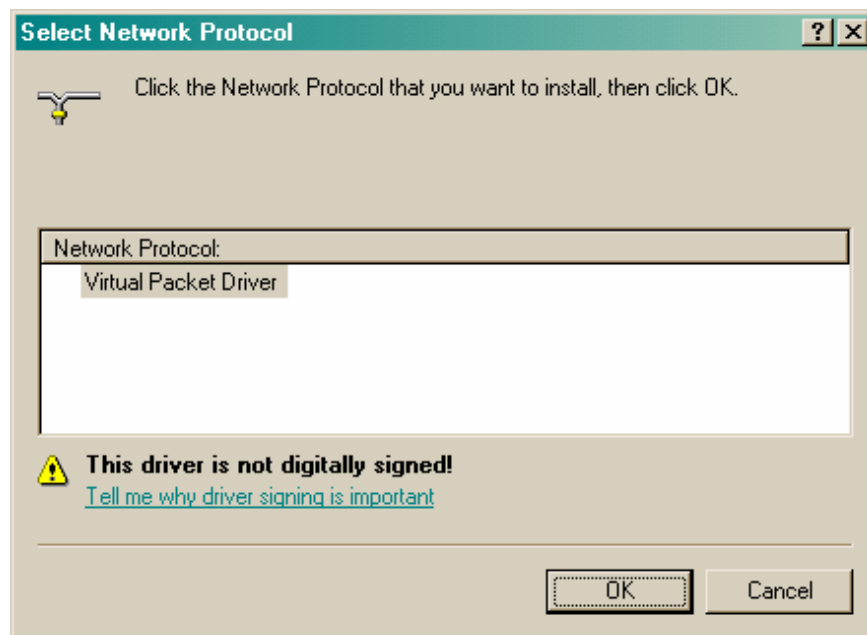 Select Network Protocol
Click the Network Protocol that you want to install, then click OK.
Network Protocol:
Virtual Packet Driver
This driver is not digitally signed!
Tell me why driver signing is important
OK
Cancel